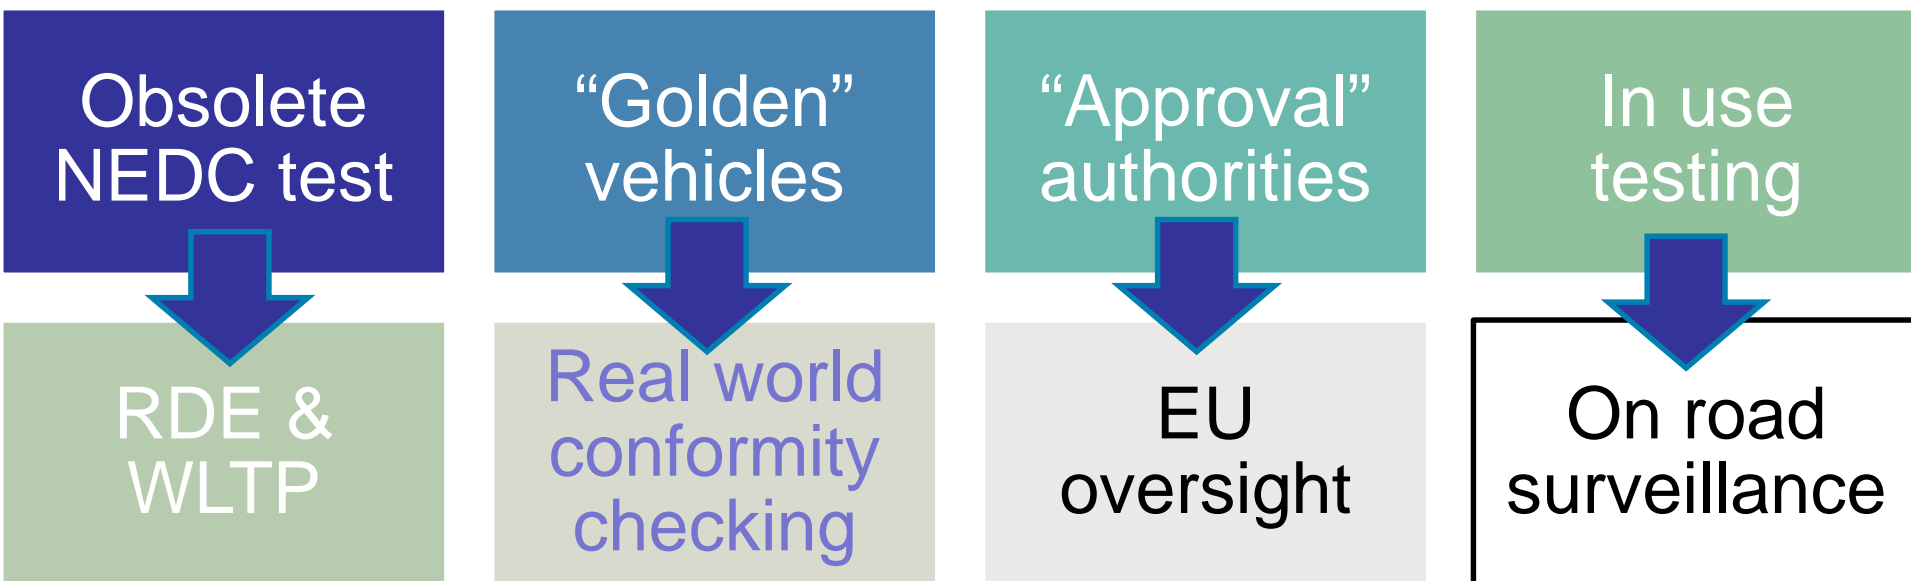 Obsolete
NEDC test
“Golden”
vehicles
“Approval”
authorities
In use
testing
RDE &
WLTP
Real world
conformity
checking
EU
oversight
On road
surveillance